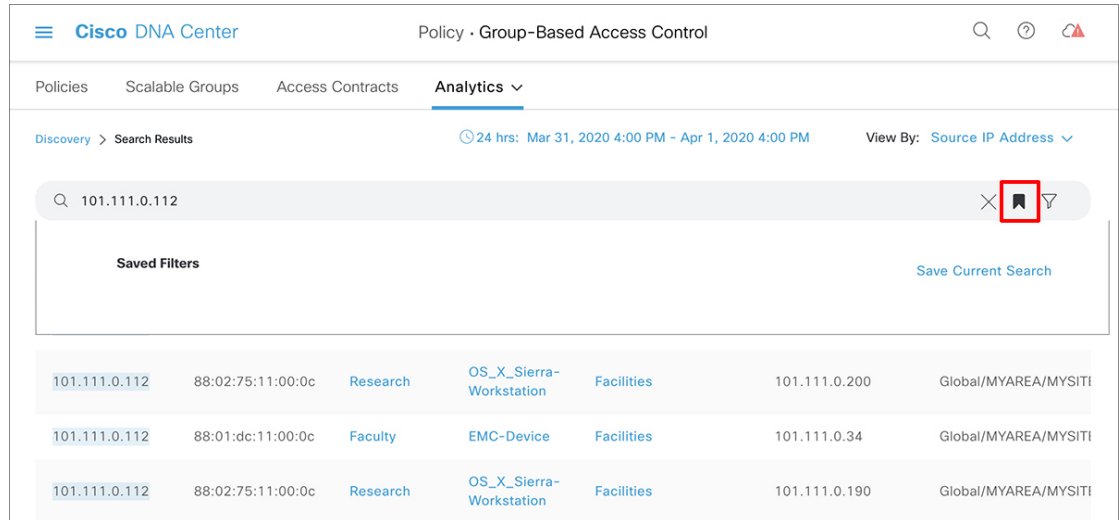 Cisco DNA Center Policy · Group-Based Access Control
Policies Scalable Groups Access Contracts Analytics
Discovery > Search Results 24 hrs: Mar 31, 2020 4:00 PM - Apr 1, 2020 4:00 PM View By: Source IP Address
101.111.0.112
Saved Filters
Save Current Search
101.111.0.112 88:02:75:11:00:0c Research OS_X_Sierra-
Workstation Facilities 101.111.0.200 Global/MYAREA/MYSITE
101.111.0.112 88:01:dc:11:00:0c Faculty EMC-Device Facilities 101.111.0.34 Global/MYAREA/MYSITE
101.111.0.112 88:02:75:11:00:0c Research OS_X_Sierra-
Workstation Facilities 101.111.0.190 Global/MYAREA/MYSITE